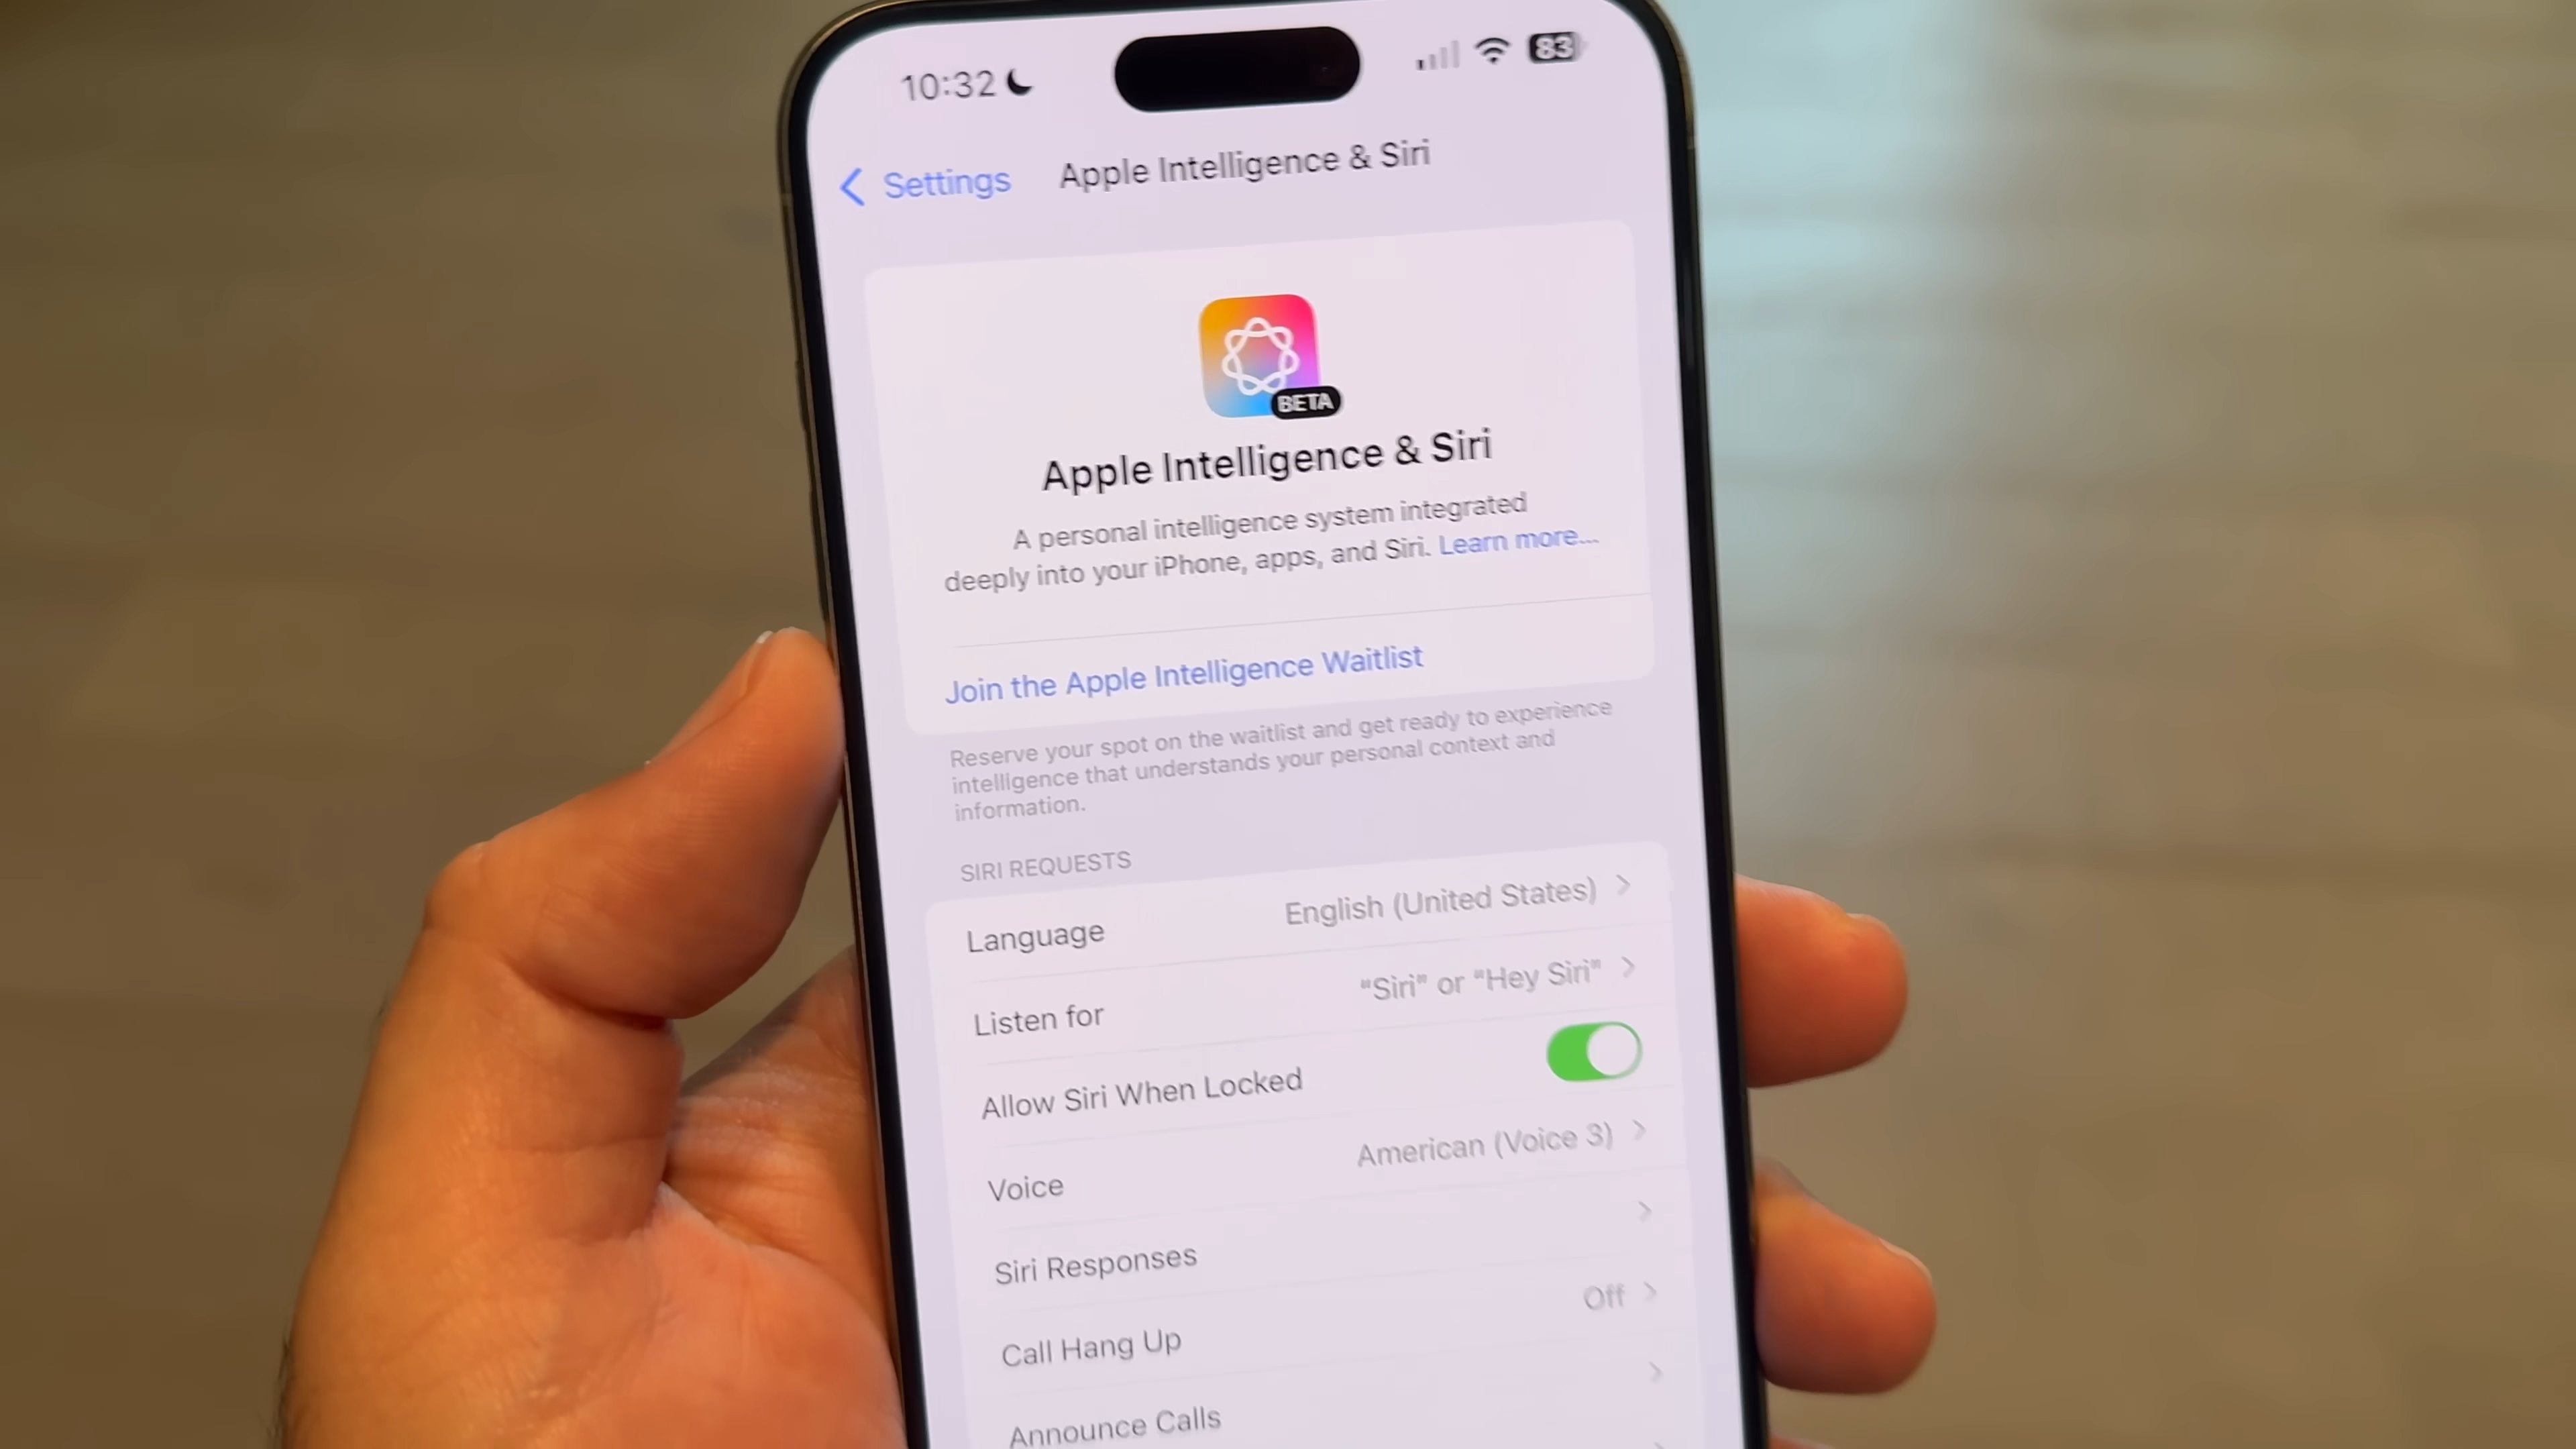 10:32
83
Settings
Apple Intelligence & Siri
BETA
Apple Intelligence & Siri
A personal intelligence system integrated
deeply into your iPhone, apps, and Siri. Learn more...
Join the Apple Intelligence Waitlist
Reserve your spot on the waitlist and get ready to experience
intelligence that understands your personal context and
information.
SIRI REQUESTS
Language English (United States)
Listen for “Siri” or “Hey Siri”
Allow Siri When Locked
Voice American (Voice 3)
Siri Responses
Call Hang Up Off
Announce Calls